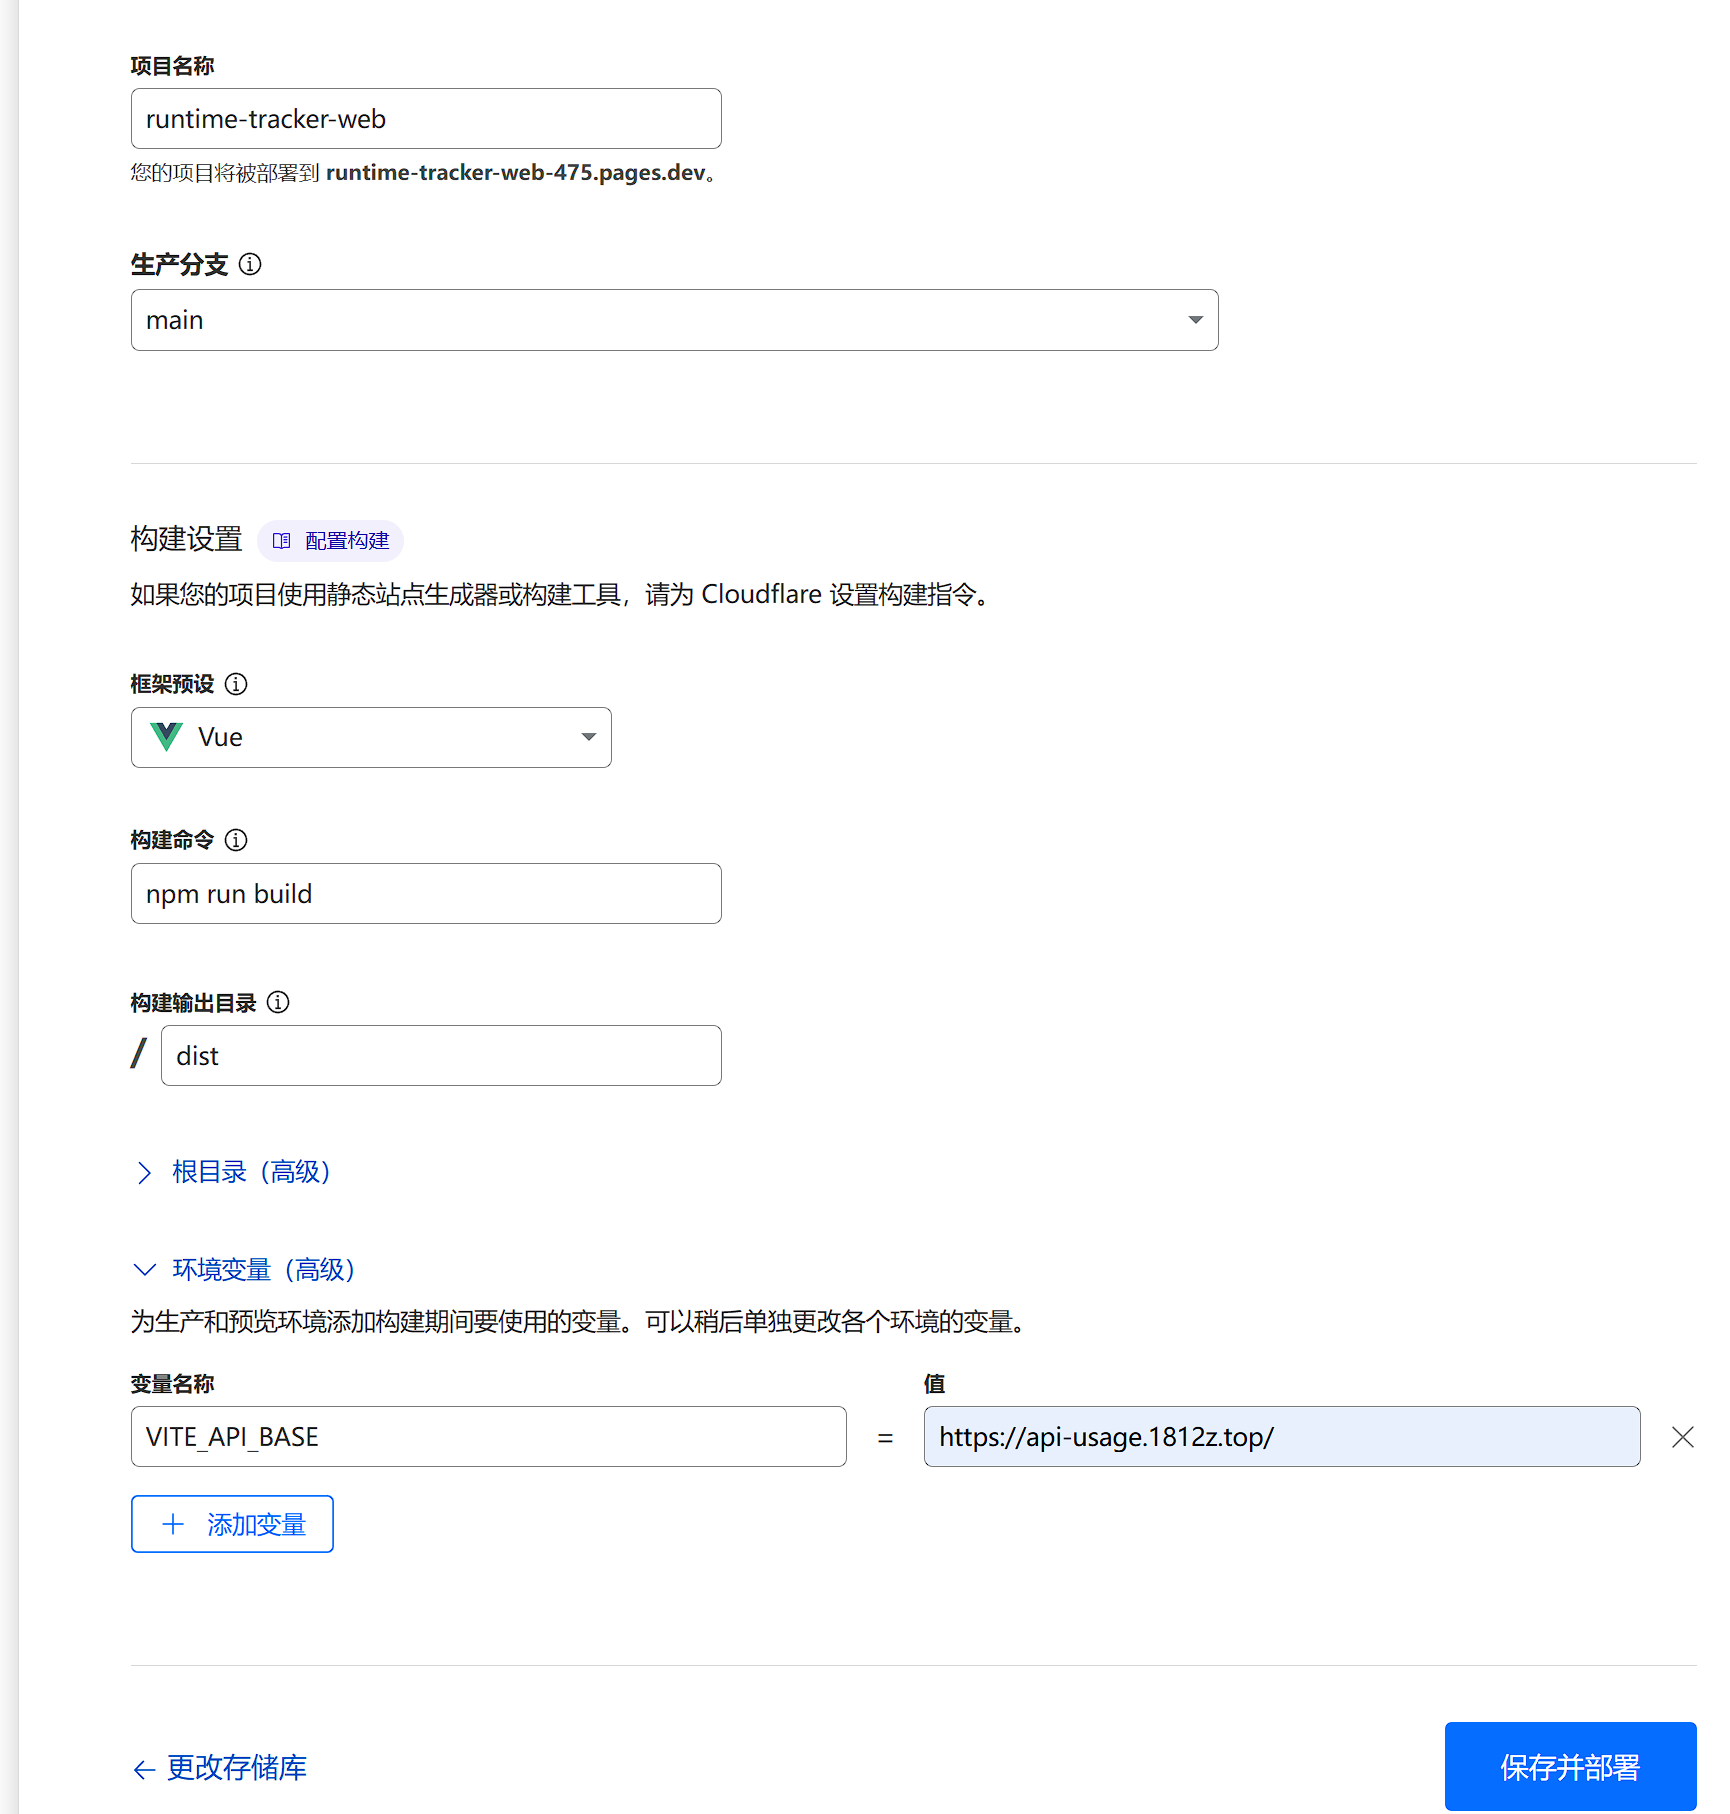 项目名称
runtime-tracker-web
您的项目将被部署到 runtime-tracker-web-475.pages.dev。
生产分支
main
构建设置 配置构建
如果您的项目使用静态站点生成器或构建工具，请为 Cloudflare 设置构建指令。
框架预设
Vue
构建命令
npm run build
构建输出目录
/ dist
根目录（高级）
环境变量（高级）
为生产和预览环境添加构建期间要使用的变量。可以稍后单独更改各个环境的变量。
变量名称 值
VITE_API_BASE = https://api-usage.1812z.top/
添加变量
更改存储库 保存并部署